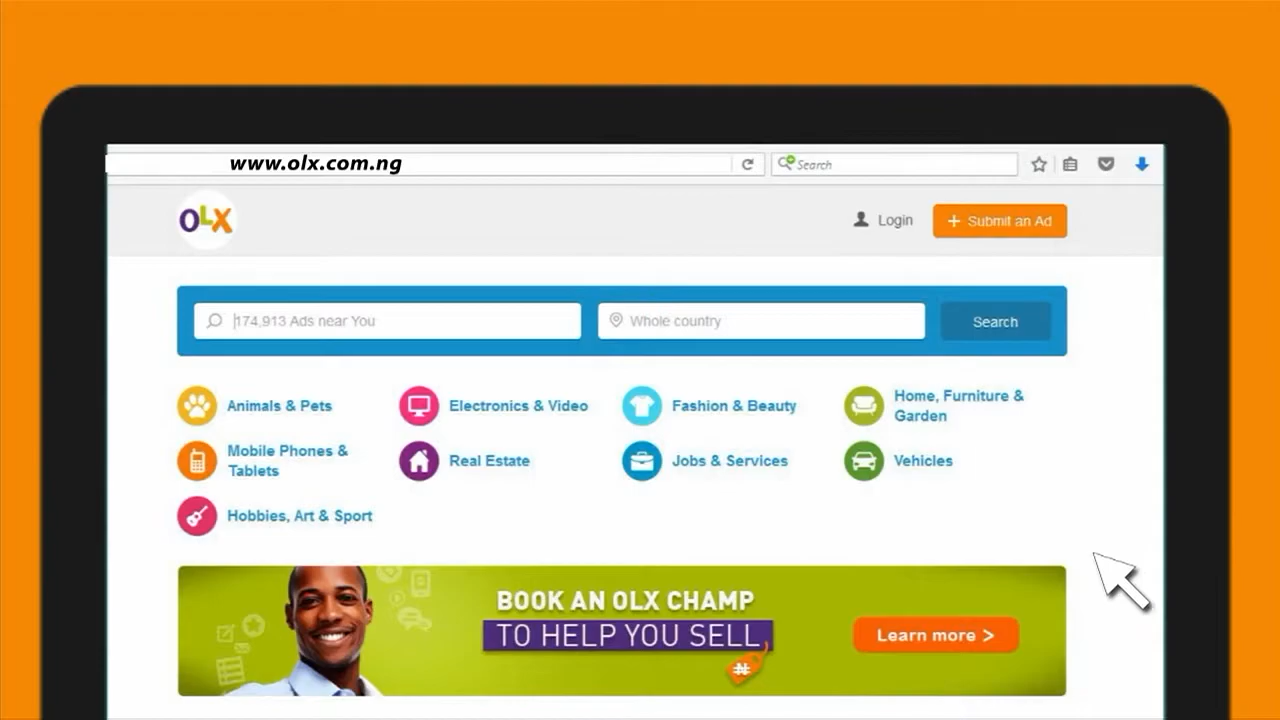 www.olx.com.ng
Search
OLX
Login
+ Submit an Ad
174,913 Ads near You
Whole country
Search
Animals & Pets
Electronics & Video
Fashion & Beauty
Home, Furniture &
Garden
Mobile Phones &
Tablets
Real Estate
Jobs & Services
Vehicles
Hobbies, Art & Sport
BOOK AN OLX CHAMP
TO HELP YOU SELL
₦
Learn more >